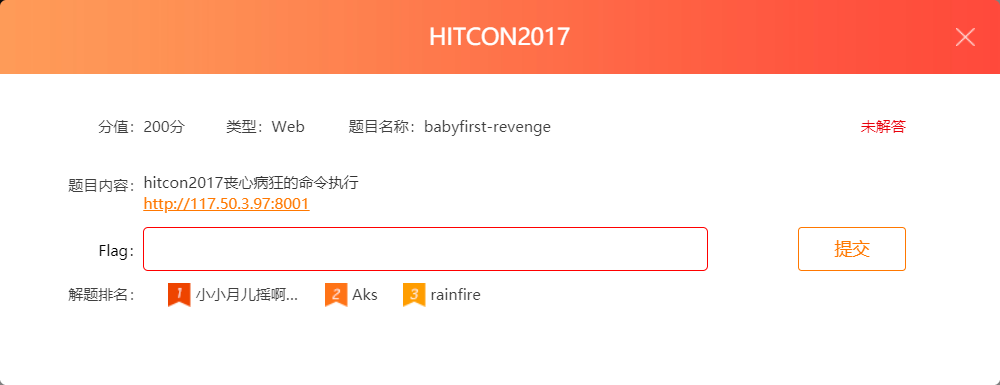 HITCON2017
分值： 200分 类型： Web 题目名称： babyfirst-revenge 未解答
题目内容： hitcon2017丧心病狂的命令执行
http://117.50.3.97:8001
Flag： 提交
解题排名： 1 小小月儿摇啊... 2 Aks 3 rainfire